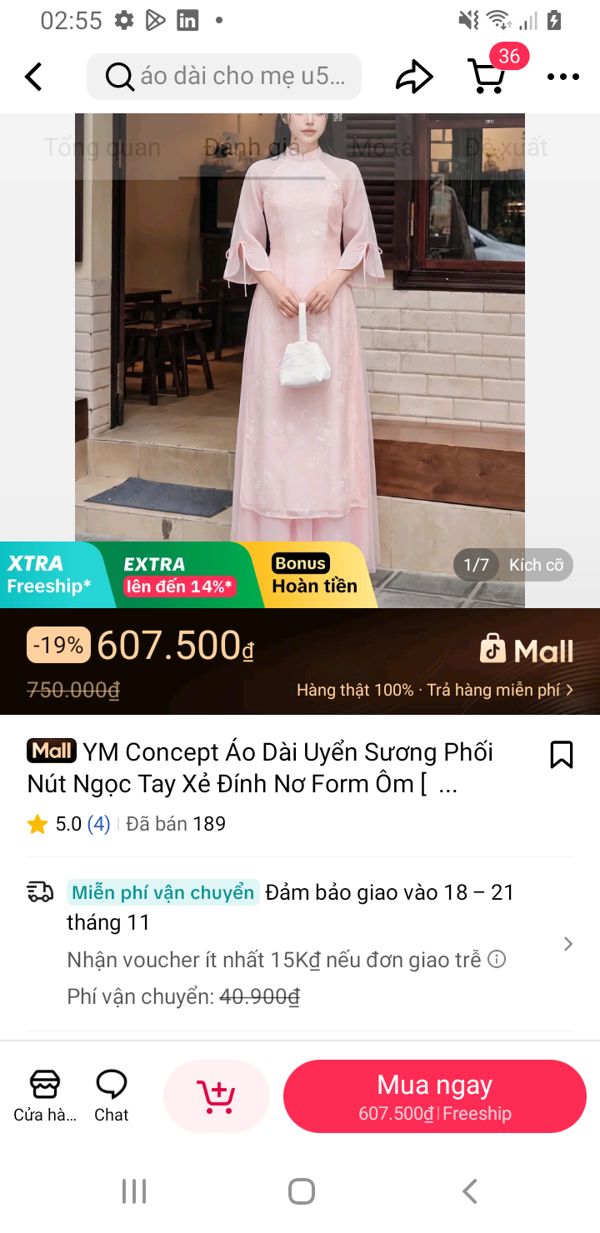 02:55
36
áo dài cho mẹ u5...
Tổng quan Đánh giá Mô tả Đề xuất
XTRA
Freeship*
EXTRA
lên đến 14%*
Bonus
Hoàn tiền
1/7 Kích cỡ
-19% 607.500₫
Mall
750.000₫
Hàng thật 100% · Trả hàng miễn phí
Mall YM Concept Áo Dài Uyển Sương Phối
Nút Ngọc Tay Xẻ Đính Nơ Form Ôm [ ...
5.0 (4) Đã bán 189
Miễn phí vận chuyển Đảm bảo giao vào 18 – 21
tháng 11
Nhận voucher ít nhất 15K₫ nếu đơn giao trễ
Phí vận chuyển: 40.900₫
Cửa hà...
Chat
Mua ngay
607.500₫ | Freeship